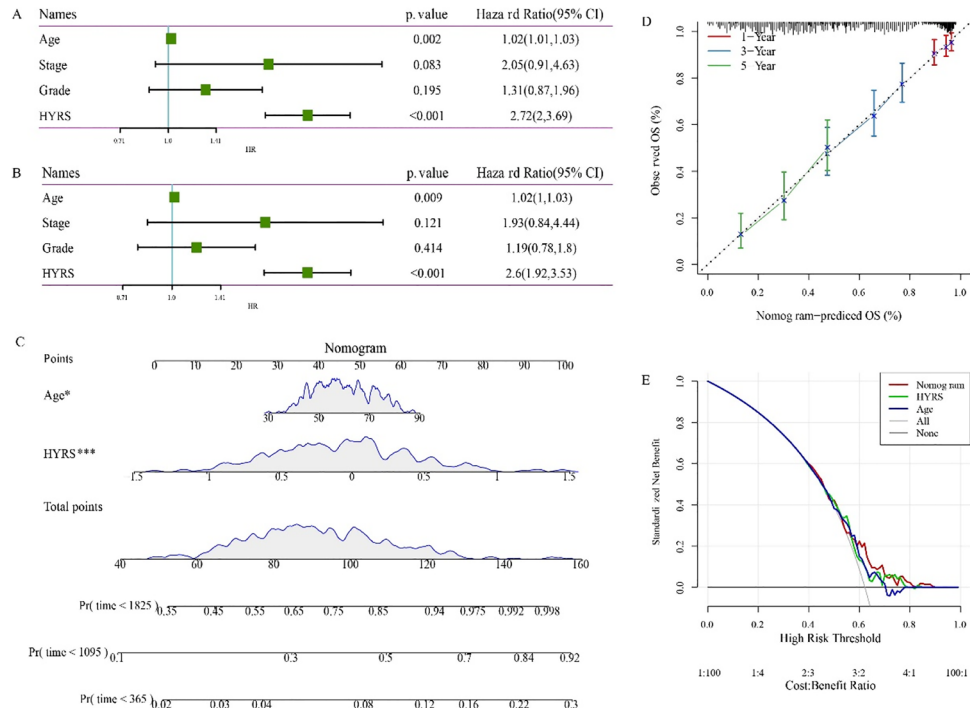 A
Names p. value Haza rd Ratio(95% CI)
Age 0.002 1.02(1.01,1.03)
Stage 0.083 2.05(0.91,4.63)
Grade 0.195 1.31(0.87,1.96)
HYRS <0.001 2.72(2,3.69)
0.71 1.0 1.41
HR
B
Names p. value Haza rd Ratio(95% CI)
Age 0.009 1.02(1,1.03)
Stage 0.121 1.93(0.84,4.44)
Grade 0.414 1.19(0.78,1.8)
HYRS <0.001 2.6(1.92,3.53)
0.71 1.0 1.41
HR
C
Nomogram
Points 0 10 20 30 40 50 60 70 80 90 100
Age*
30 50 70 90
HYRS***
1.5 1 0.5 0 0.5 1 1.5
Total points
40 60 80 100 120 140 160
Pr( time < 1825) 0.35 0.45 0.55 0.65 0.75 0.85 0.94 0.975 0.992 0.998
Pr( time < 1095) 0.1 0.3 0.5 0.7 0.84 0.92
Pr( time < 365) 0.02 0.03 0.04 0.08 0.12 0.16 0.22 0.3
D
1-Year
3-Year
5 Year
Obse rved OS (%)
1.0
0.8
0.6
0.4
0.2
0.0
0.0 0.2 0.4 0.6 0.8 1.0
Nomog ram-prediced OS (%)
E
Nomog ram
HYRS
Age
All
None
Standardi zed Net Benefit
1.0
0.8
0.6
0.4
0.2
0.0
0.0 0.2 0.4 0.6 0.8 1.0
High Risk Threshold
1:100 1:4 2:3 3:2 4:1 100:1
Cost:Benefit Ratio